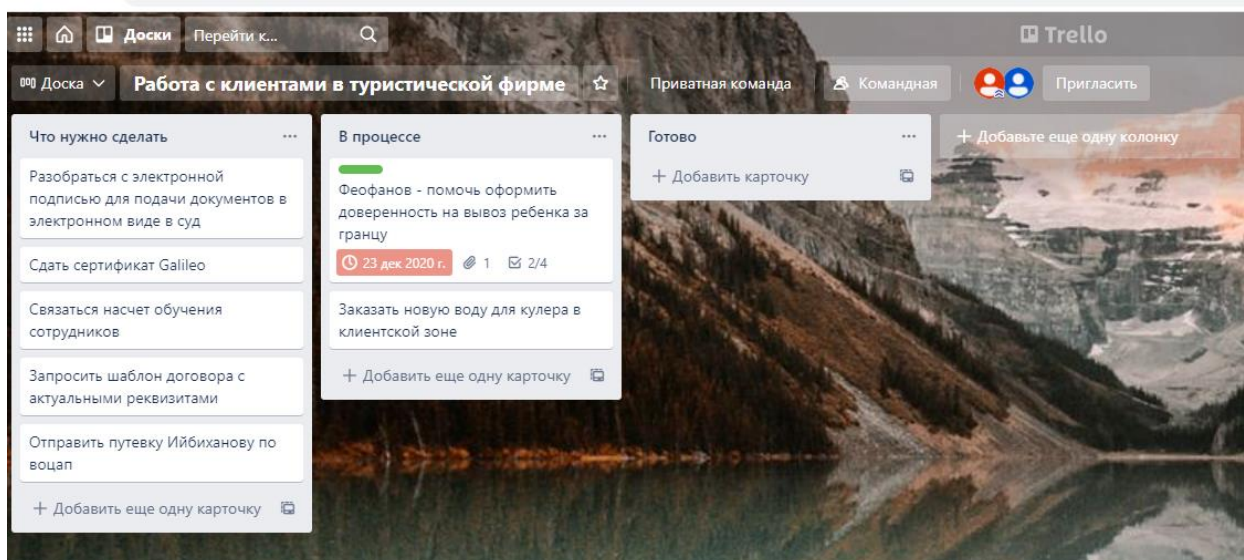 Доски
Перейти к...
Trello
Доска
Работа с клиентами в туристической фирме
Приватная команда
Командная
Пригласить
Что нужно сделать
Разобраться с электронной
подписью для подачи документов в
электронном виде в суд
Сдать сертификат Galileo
Связаться насчет обучения
сотрудников
Запросить шаблон договора с
актуальными реквизитами
Отправить путевку Ийбиханову по
воцап
+ Добавить еще одну карточку
В процессе
Феофанов - помочь оформить
доверенность на вывоз ребенка за
гранцу
23 дек 2020 г. 1 2/4
Заказать новую воду для кулера в
клиентской зоне
+ Добавить еще одну карточку
Готово
+ Добавить карточку
+ Добавьте еще одну колонку